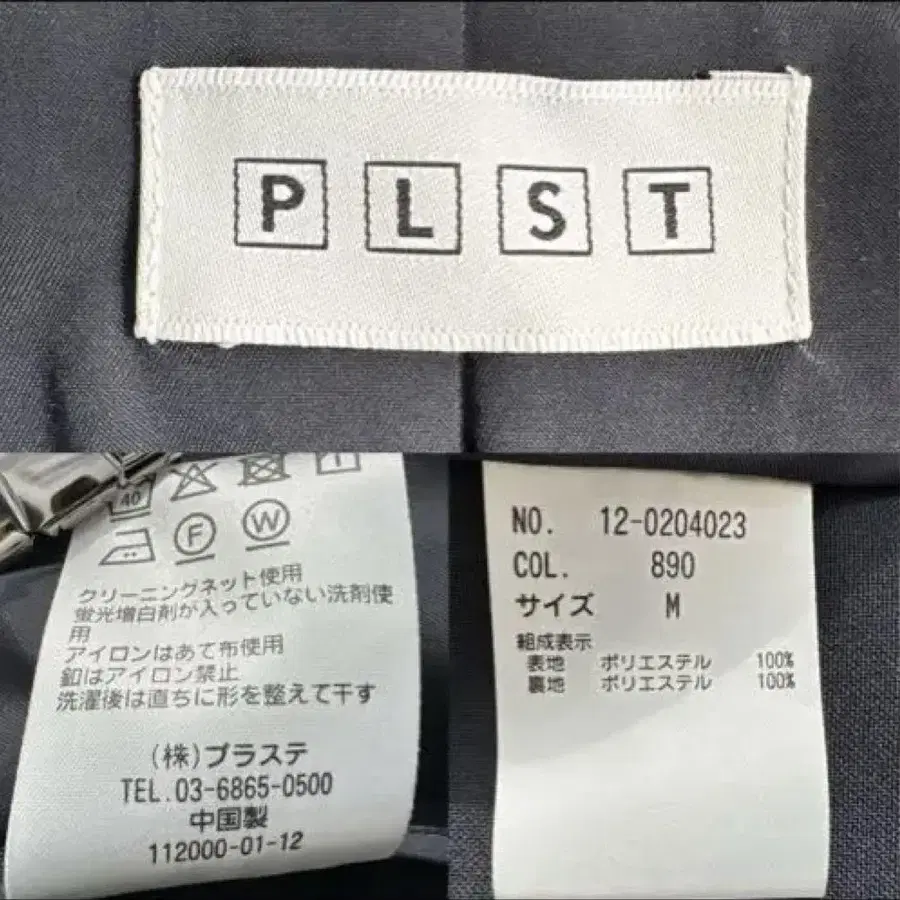 P L S T
40
F W
クリーニングネット使用
蛍光増白剤が入っていない洗剤使
用
アイロンはあて布使用
釦はアイロン禁止
洗濯後は直ちに形を整えて干す
(株)プラステ
TEL.03-6865-0500
中国製
112000-01-12
NO. 12-0204023
COL. 890
サイズ M
組成表示
表地 ポリエステル 100%
裏地 ポリエステル 100%